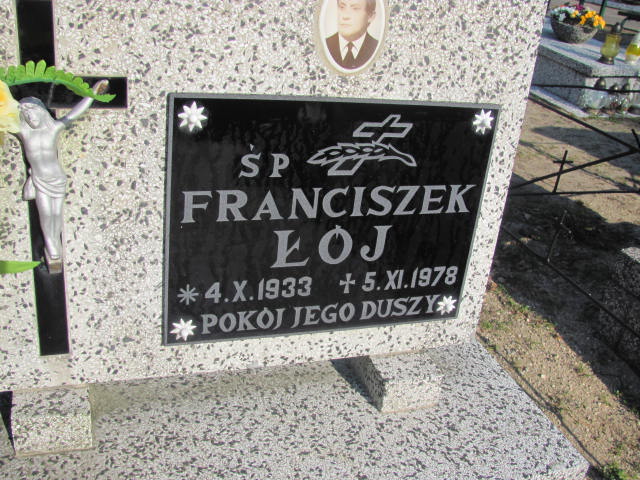 ŚP
FRANCISZEK
ŁÓJ
* 4.X.1933 + 5.XI.1978
POKÓJ JEGO DUSZY